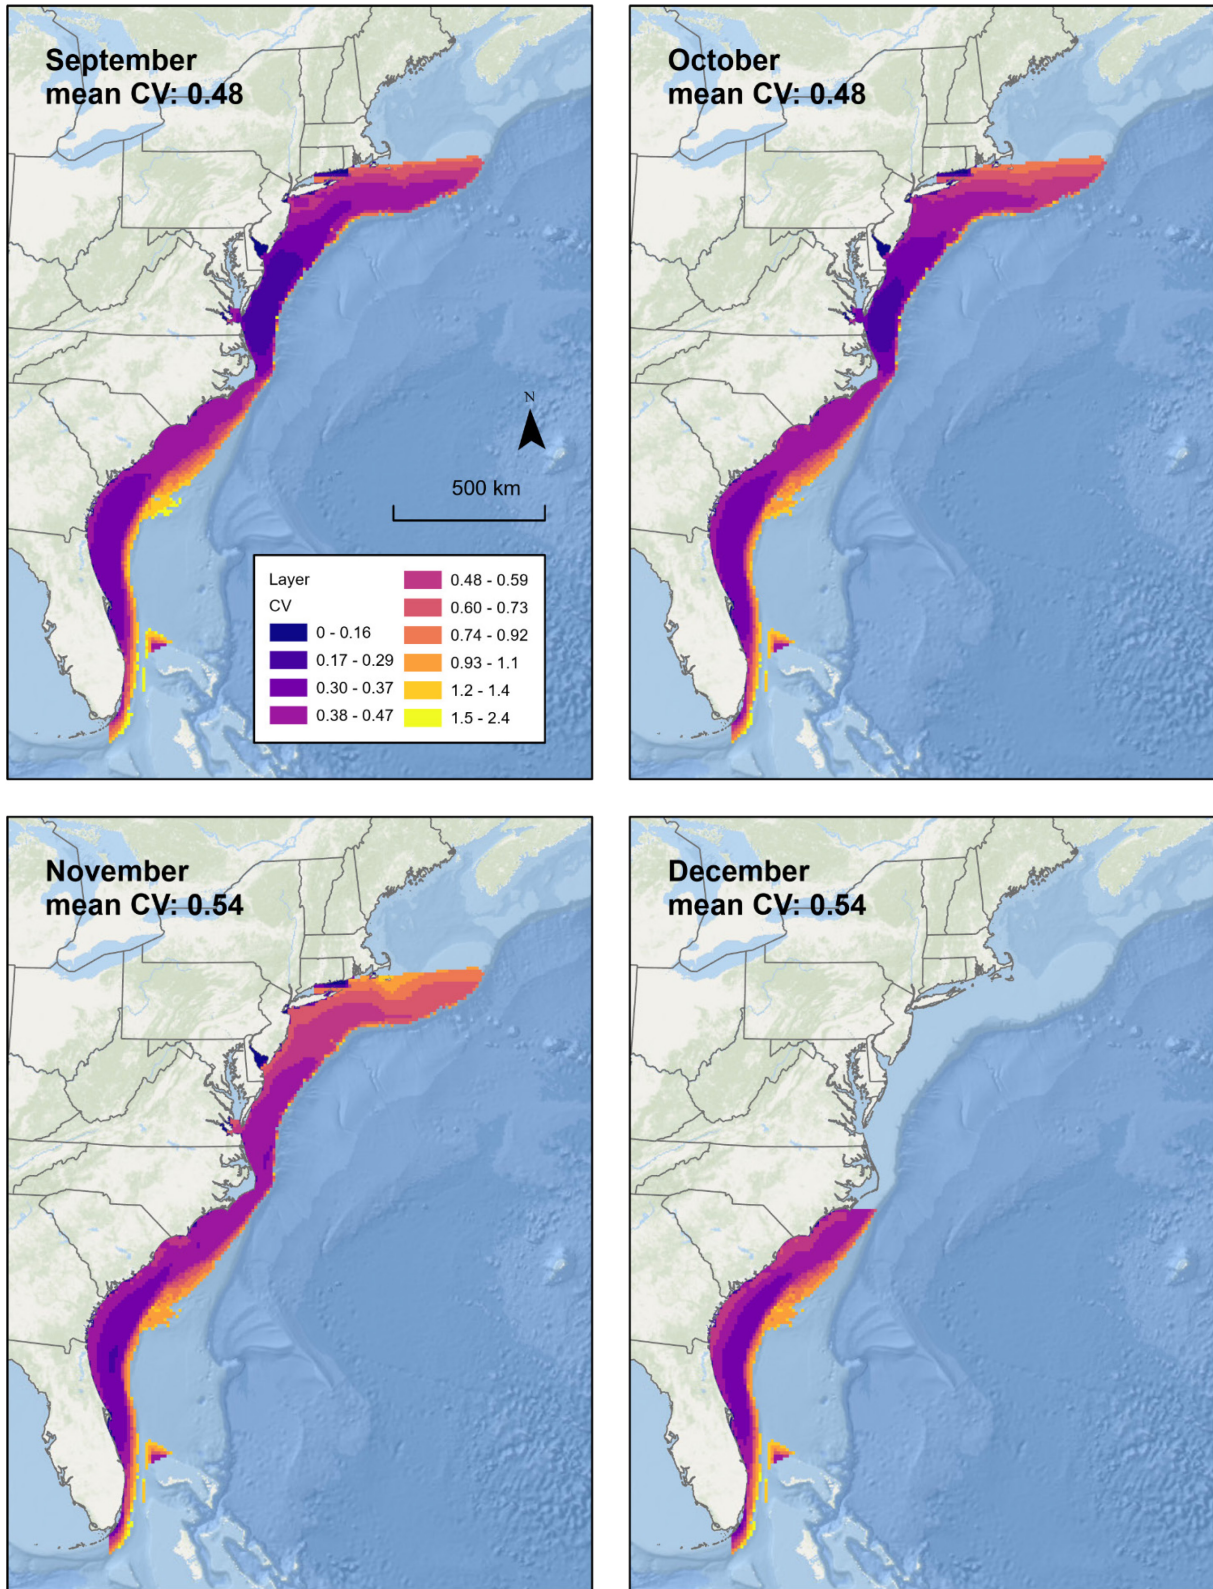 September
mean CV: 0.48
October
mean CV: 0.48
N
500 km
Layer
CV
0 - 0.16
0.17 - 0.29
0.30 - 0.37
0.38 - 0.47
0.48 - 0.59
0.60 - 0.73
0.74 - 0.92
0.93 - 1.1
1.2 - 1.4
1.5 - 2.4
November
mean CV: 0.54
December
mean CV: 0.54